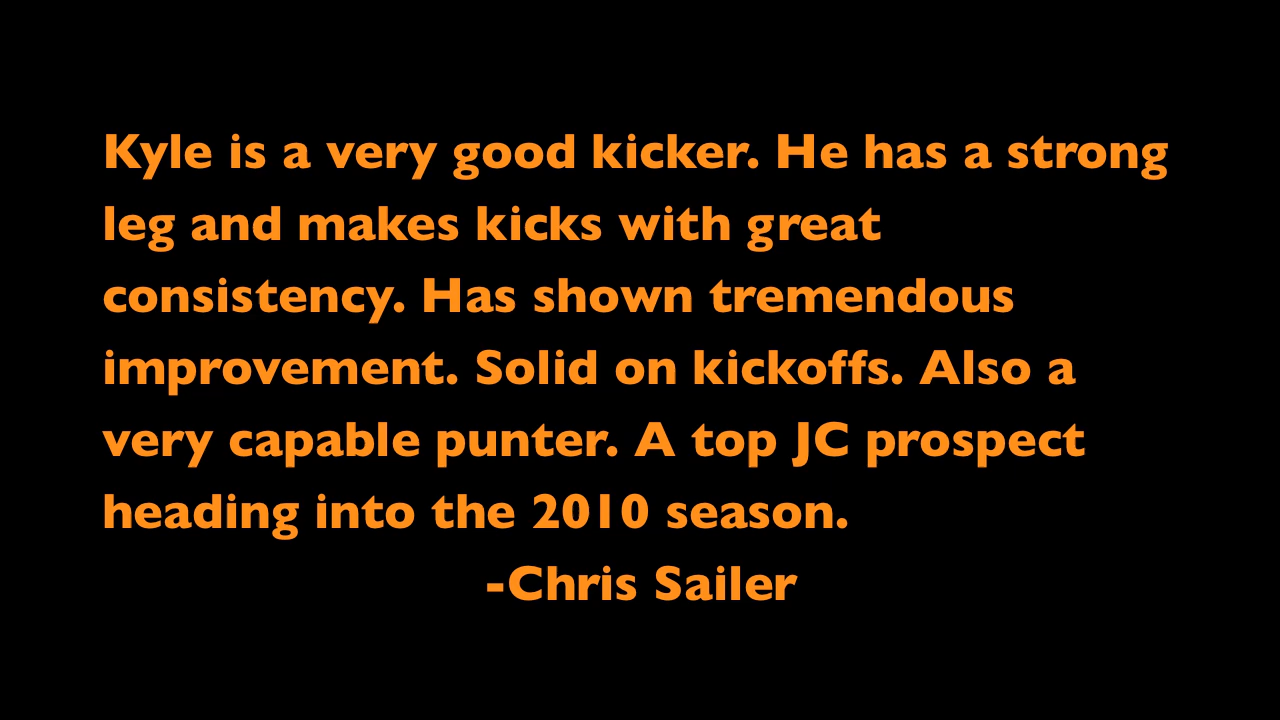 Kyle is a very good kicker. He has a strong
leg and makes kicks with great
consistency. Has shown tremendous
improvement. Solid on kickoffs. Also a
very capable punter. A top JC prospect
heading into the 2010 season.
-Chris Sailer